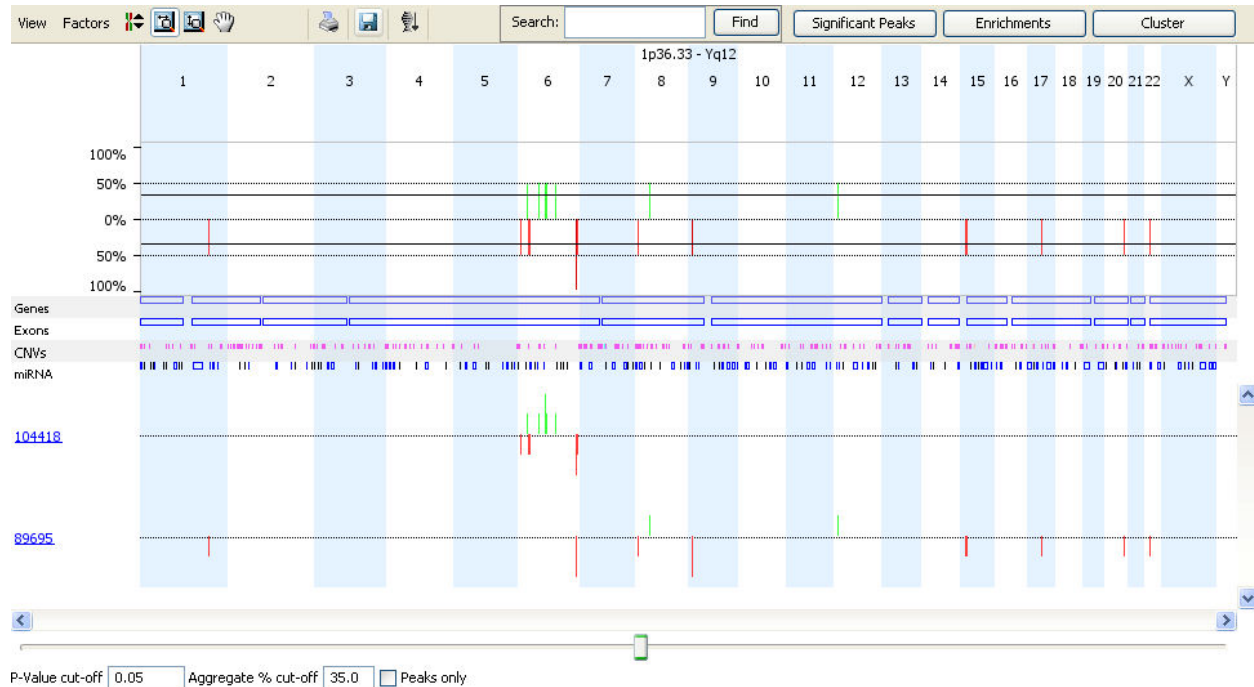 View Factors Search: Find Significant Peaks Enrichments Cluster
1p36.33 - Yq12
1 2 3 4 5 6 7 8 9 10 11 12 13 14 15 16 17 18 19 20 21 22 X Y
100%
50%
0%
50%
100%
Genes
Exons
CNVs
miRNA
104418
89695
P-Value cut-off 0.05 Aggregate % cut-off 35.0 Peaks only